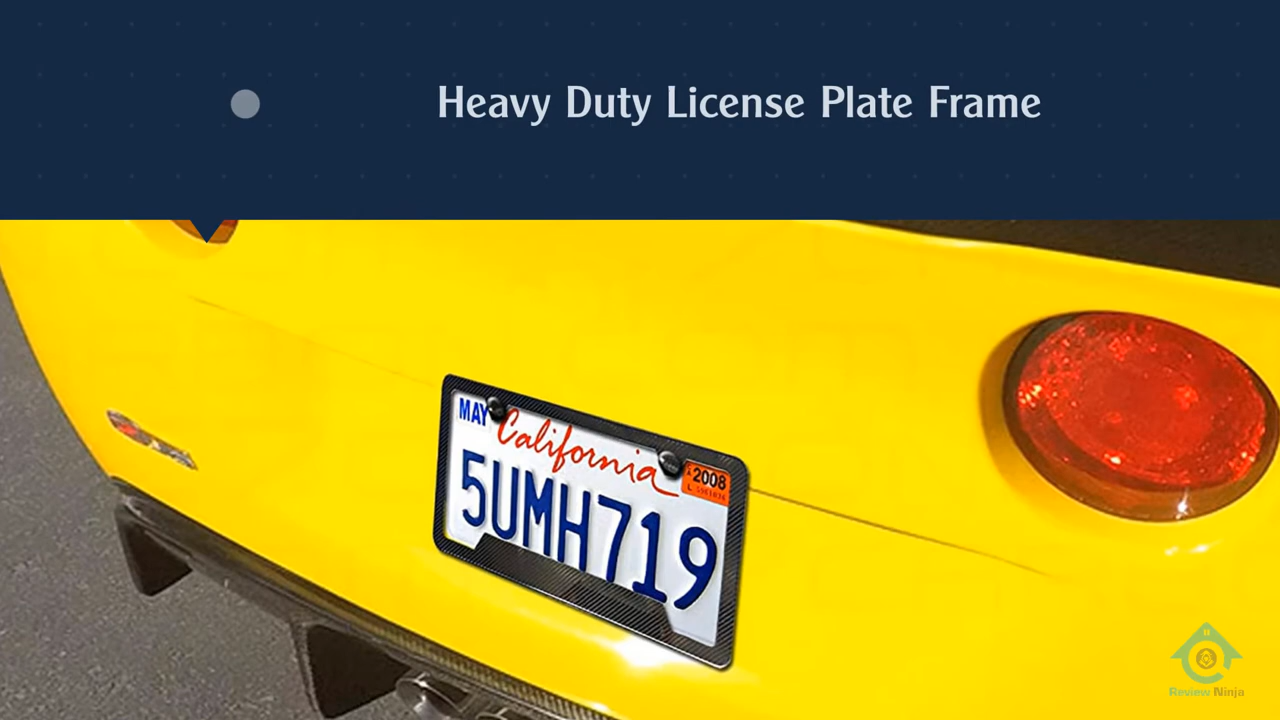 Heavy Duty License Plate Frame
MAY
California
2008
5UMH719
Review Ninja